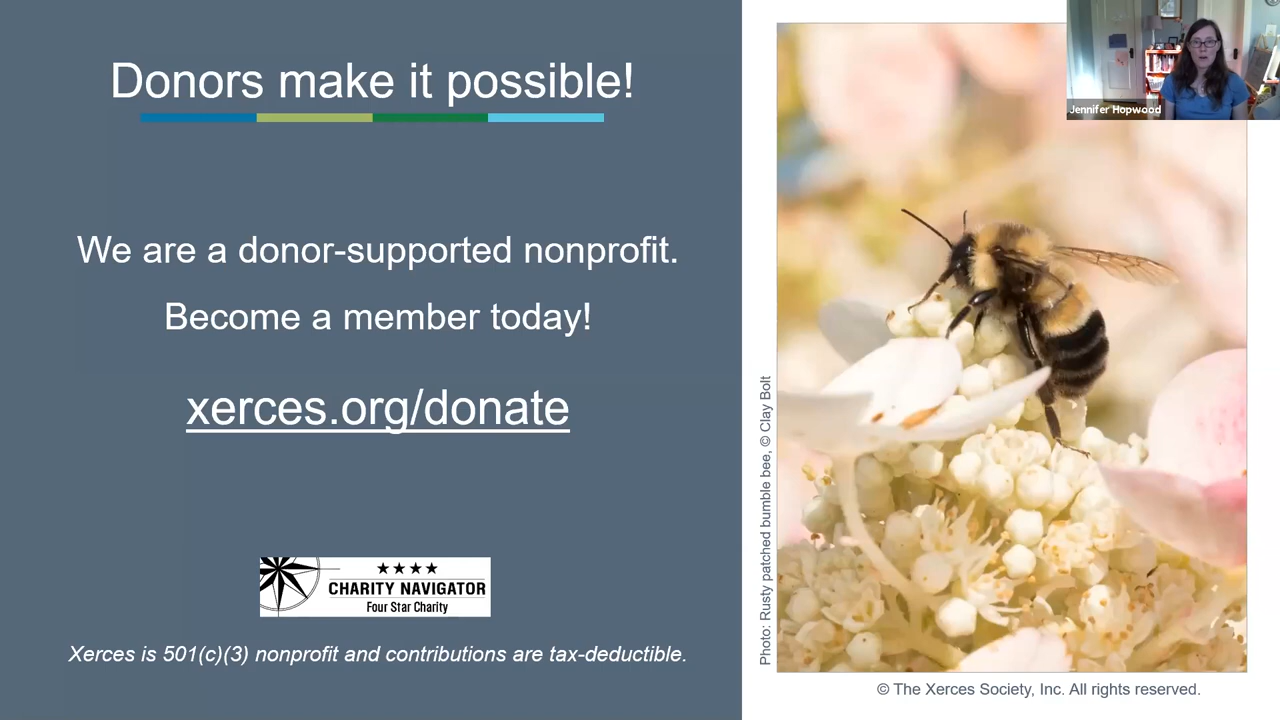 Donors make it possible!
We are a donor-supported nonprofit.
Become a member today!
xerces.org/donate
CHARITY NAVIGATOR
Four Star Charity
Xerces is 501(c)(3) nonprofit and contributions are tax-deductible.
Photo: Rusty patched bumble bee, © Clay Bolt
Jennifer Hopwood
© The Xerces Society, Inc. All rights reserved.